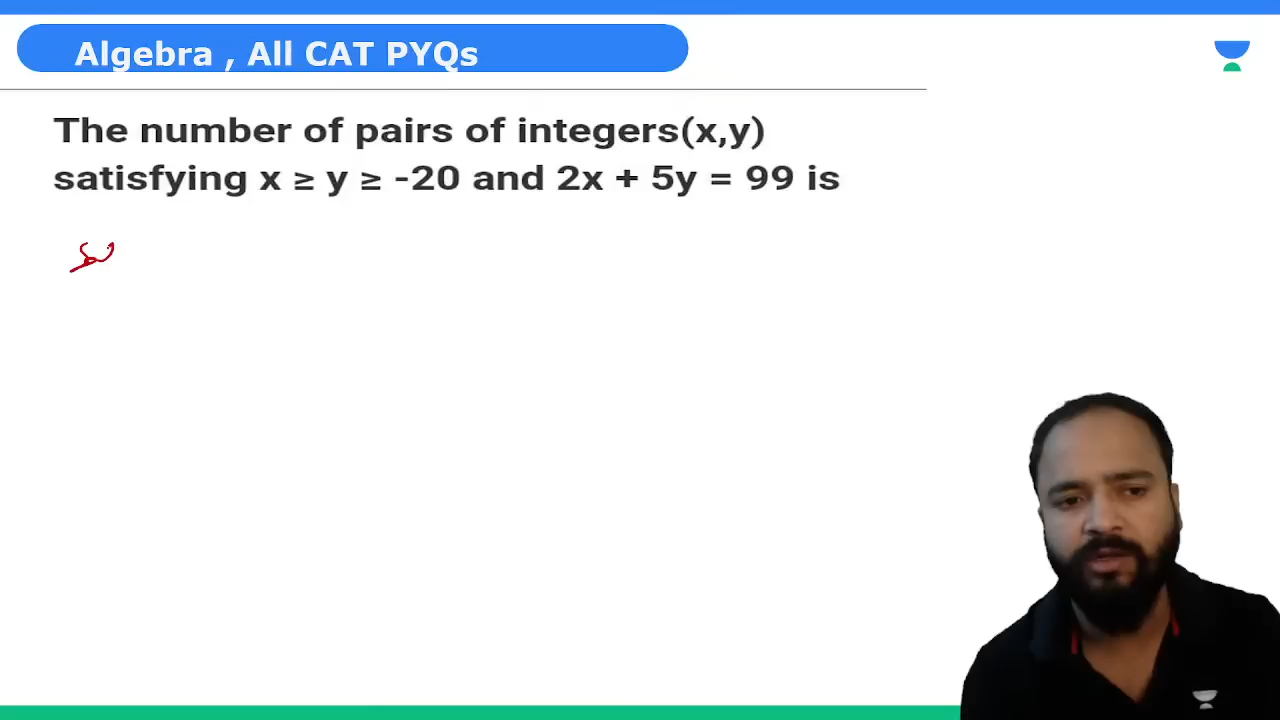 Algebra , All CAT PYQs
The number of pairs of integers(x,y)
satisfying x ≥ y ≥ -20 and 2x + 5y = 99 is